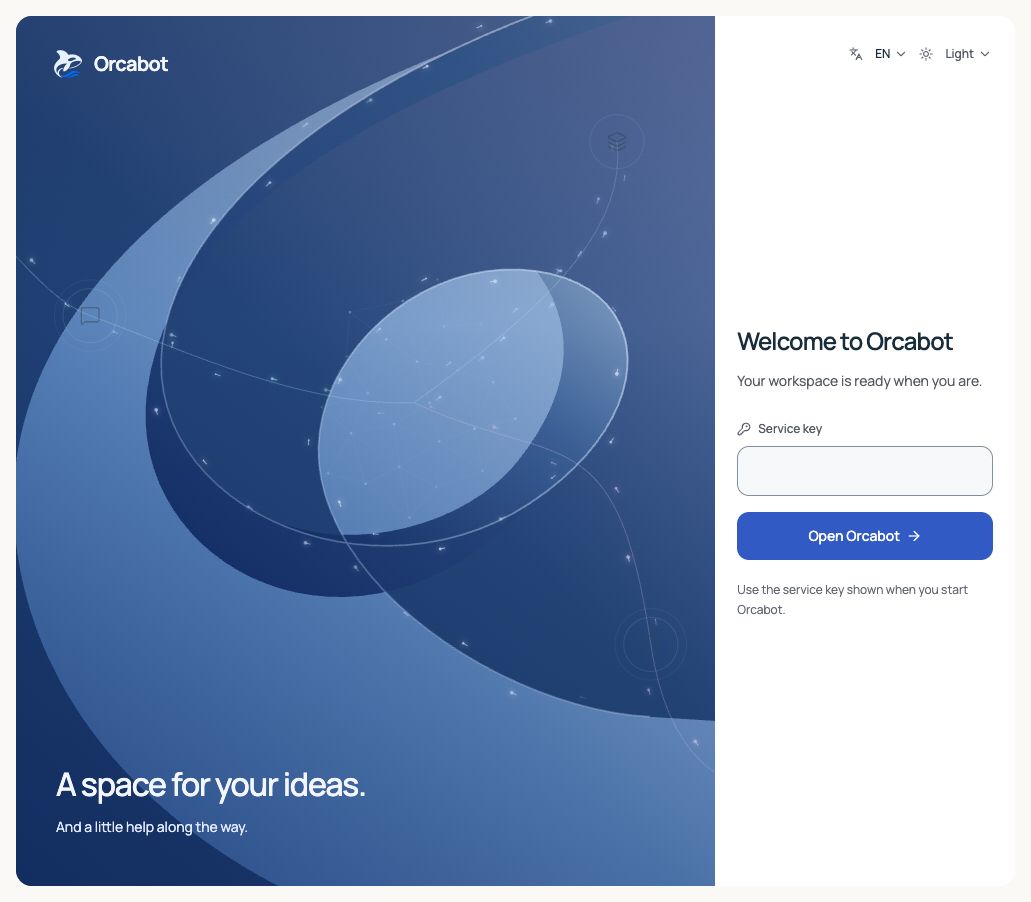 Orcabot
EN
Light
Welcome to Orcabot
Your workspace is ready when you are.
Service key
Open Orcabot
Use the service key shown when you start
Orcabot.
A space for your ideas.
And a little help along the way.